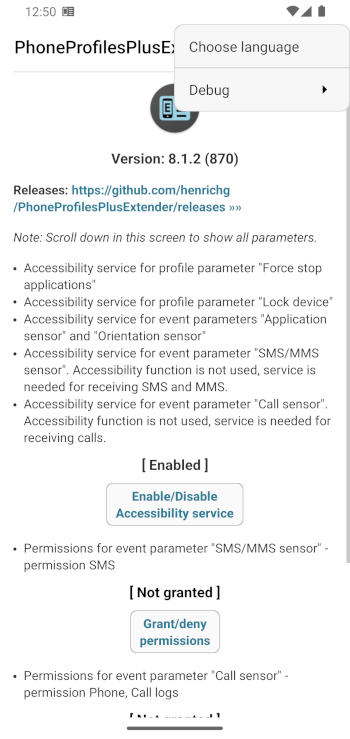 12:50
PhoneProfilesPlusEx
Choose language
Debug
Version: 8.1.2 (870)
Releases: https://github.com/henrichg
/PhoneProfilesPlusExtender/releases »»
Note: Scroll down in this screen to show all parameters.
• Accessibility service for profile parameter "Force stop
applications"
• Accessibility service for profile parameter "Lock device"
• Accessibility service for event parameters "Application
sensor" and "Orientation sensor"
• Accessibility service for event parameter "SMS/MMS
sensor". Accessibility function is not used, service is
needed for receiving SMS and MMS.
• Accessibility service for event parameter "Call sensor".
Accessibility function is not used, service is needed for
receiving calls.
[ Enabled ]
Enable/Disable
Accessibility service
• Permissions for event parameter "SMS/MMS sensor" -
permission SMS
[ Not granted ]
Grant/deny
permissions
• Permissions for event parameter "Call sensor" -
permission Phone, Call logs